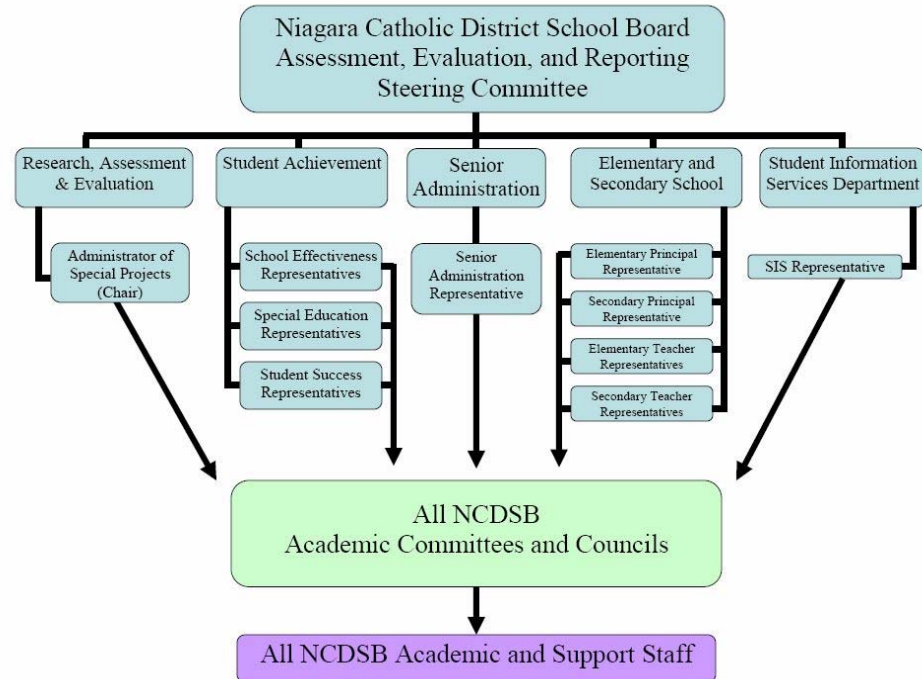 Niagara Catholic District School Board
Assessment, Evaluation, and Reporting
Steering Committee
Research, Assessment
& Evaluation
Student Achievement
Senior
Administration
Elementary and
Secondary School
Student Information
Services Department
Administrator of
Special Projects
(Chair)
School Effectiveness
Representatives
Special Education
Representatives
Student Success
Representatives
Senior
Administration
Representative
Elementary Principal
Representative
Secondary Principal
Representative
Elementary Teacher
Representatives
Secondary Teacher
Representatives
SIS Representative
All NCDSB
Academic Committees and Councils
All NCDSB Academic and Support Staff